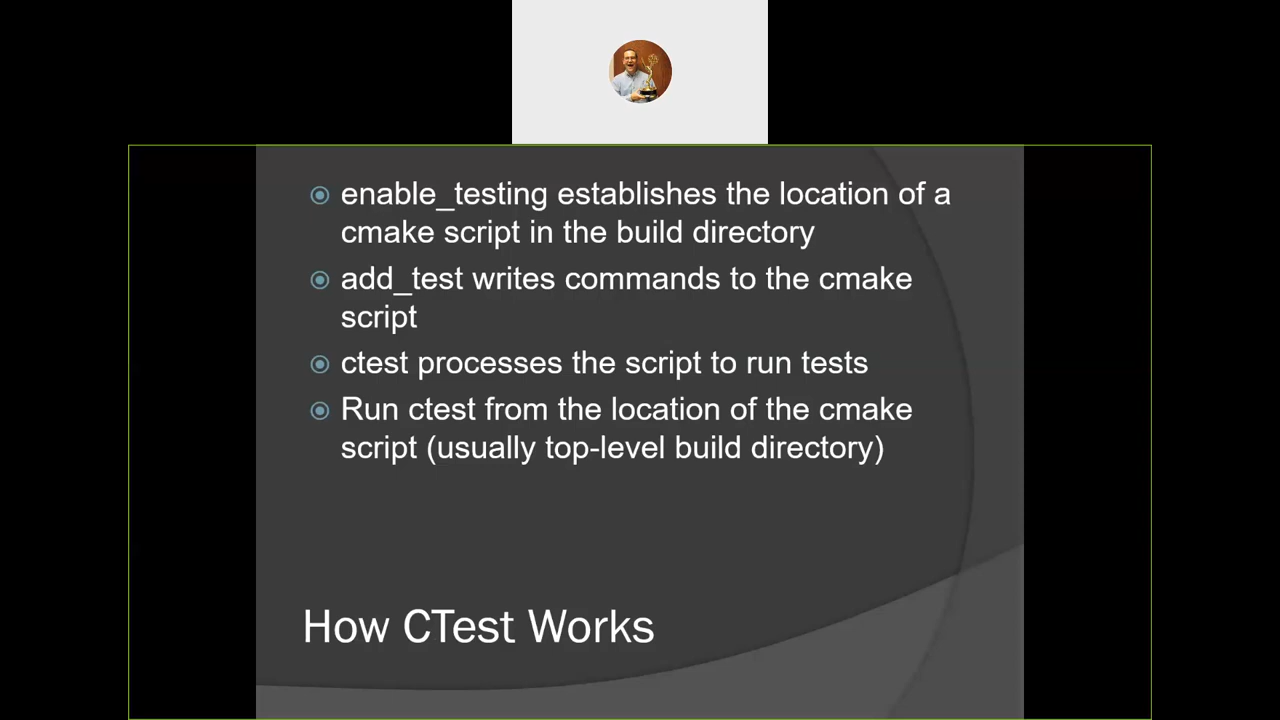 enable_testing establishes the location of a
cmake script in the build directory
add_test writes commands to the cmake
script
ctest processes the script to run tests
Run ctest from the location of the cmake
script (usually top-level build directory)
How CTest Works